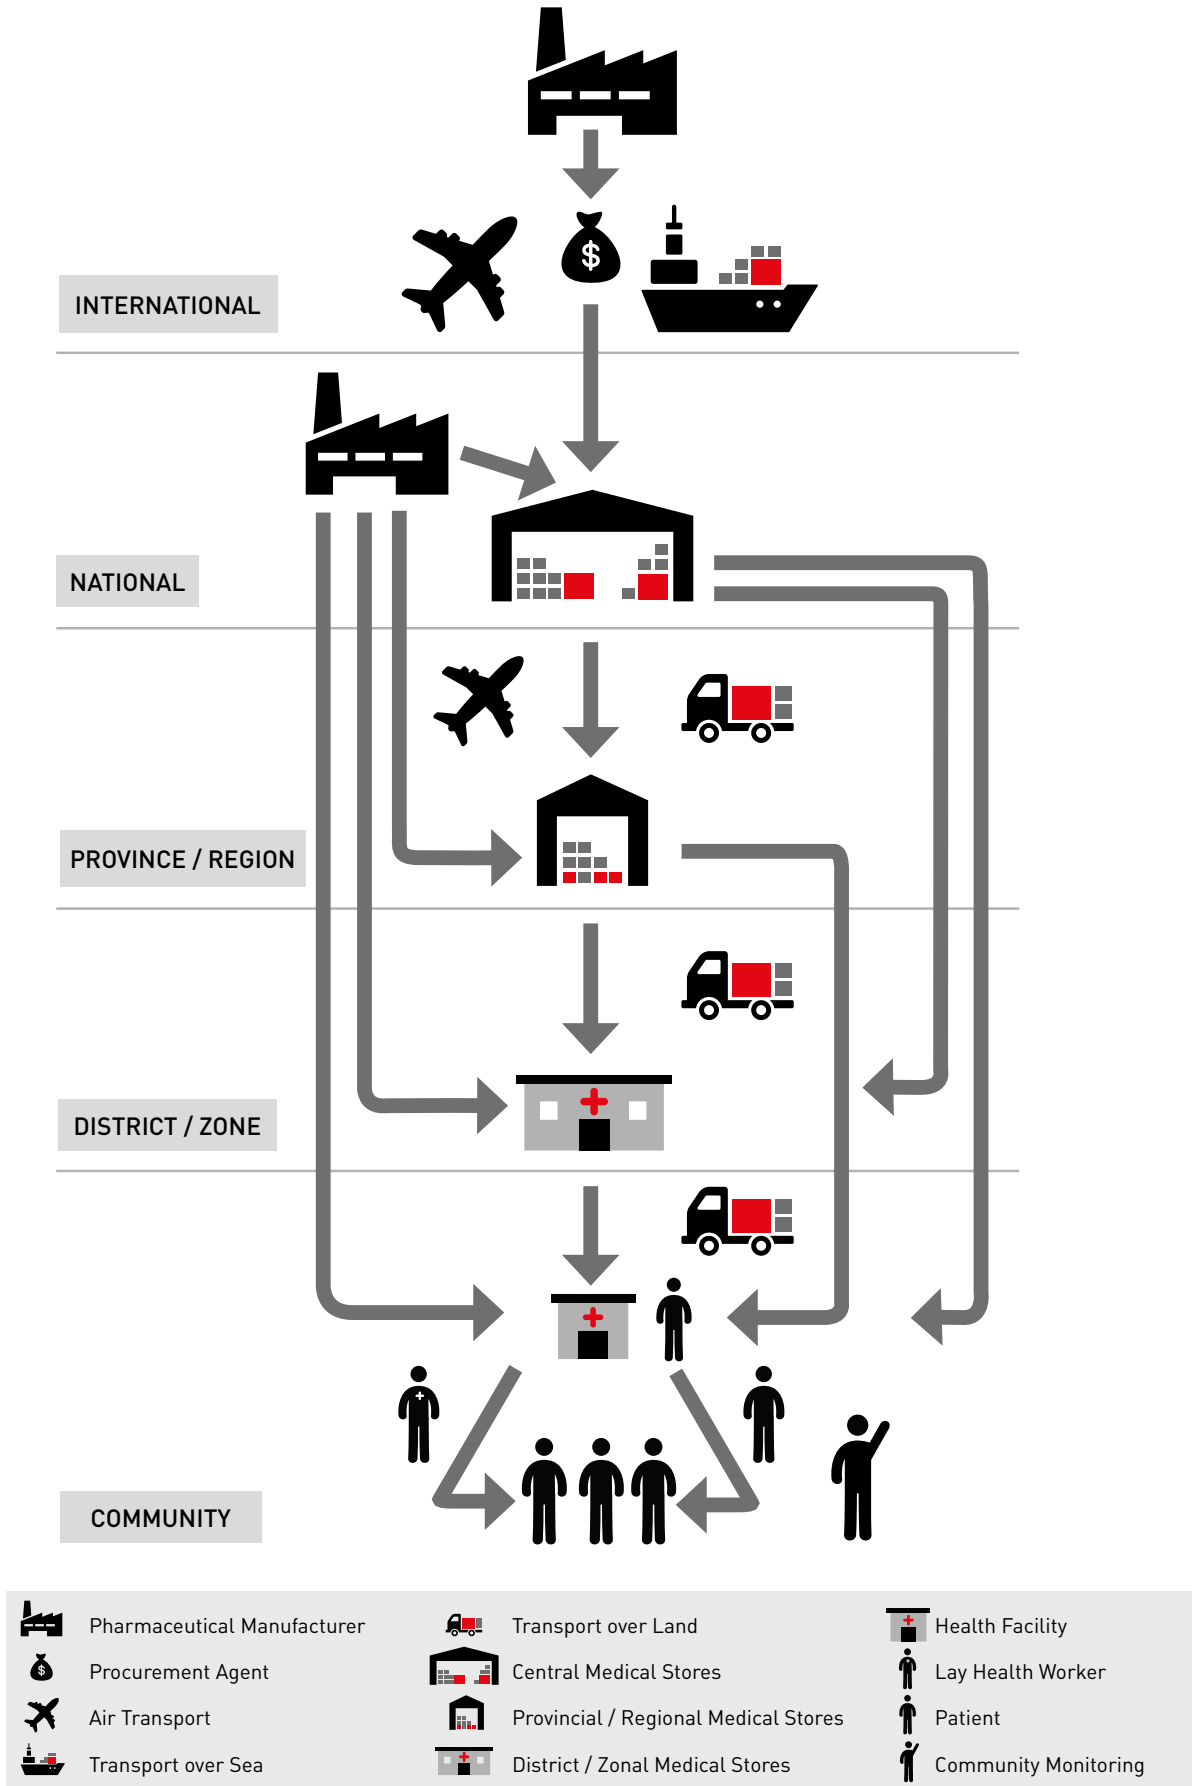 $
INTERNATIONAL
NATIONAL
PROVINCE / REGION
DISTRICT / ZONE
COMMUNITY
Pharmaceutical Manufacturer
Transport over Land
Health Facility
$
Procurement Agent
Central Medical Stores
Lay Health Worker
Air Transport
Provincial / Regional Medical Stores
Patient
Transport over Sea
District / Zonal Medical Stores
Community Monitoring